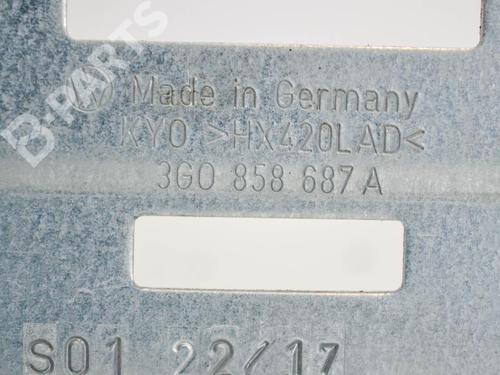 B-PARTS
Made in Germany
KYO >HX420LAD<
3G0 858 687 A
S01 22/17